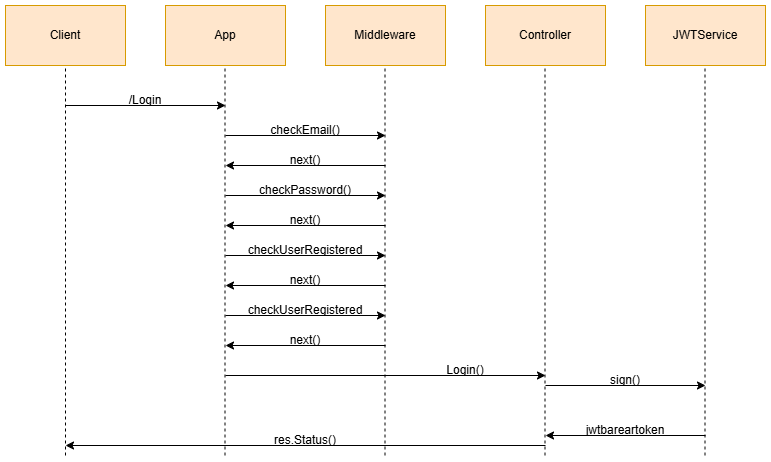 Client
App
Middleware
Controller
JWTService
/Login
checkEmail()
next()
checkPassword()
next()
checkUserRegistered
next()
checkUserRegistered
next()
Login()
sign()
jwtbareartoken
res.Status()